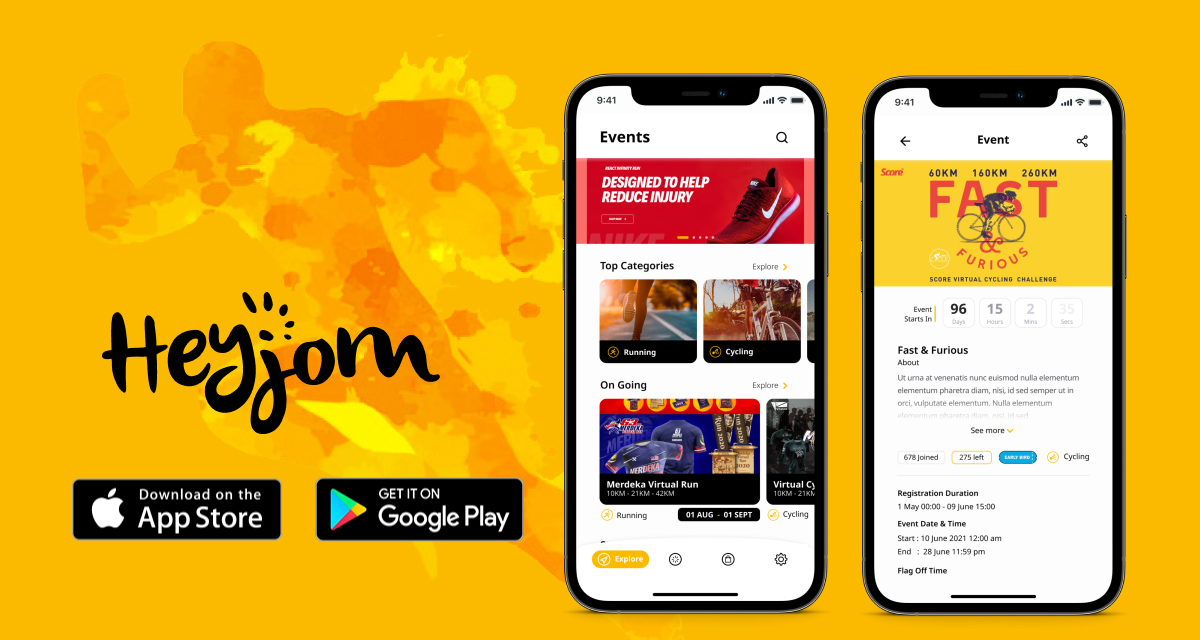 Heyjom
Download on the
App Store
GET IT ON
Google Play
9:41
Events
REACT INFINITY RUN
DESIGNED TO HELP
REDUCE INJURY
SHOP NOW
NIKE
Top Categories
Explore
Running
Cycling
On Going
Explore
MERDEKA
Merdeka Virtual Run
10KM - 21KM - 42KM
Virtual Cy
21KM - 42K
Running
01 AUG - 01 SEPT
Cycling
Explore
9:41
Event
Score
60KM 160KM 260KM
FAST
&
FURIOUS
SCORE VIRTUAL CYCLING CHALLENGE
Event
Starts In
96
Days
15
Hours
2
Mins
35
Secs
Fast & Furious
About
Ut urna at venenatis nunc euismod nulla elementum
elementum pharetra diam, nisi, id sed semper ut in
orci, vulputate elementum. Nulla elementum
elementum pharetra diam, nisi, id sed
See more
678 Joined
275 left
EARLY BIRD
Cycling
Registration Duration
1 May 00:00 - 09 June 15:00
Event Date & Time
Start : 10 June 2021 12:00 am
End : 28 June 11:59 pm
Flag Off Time